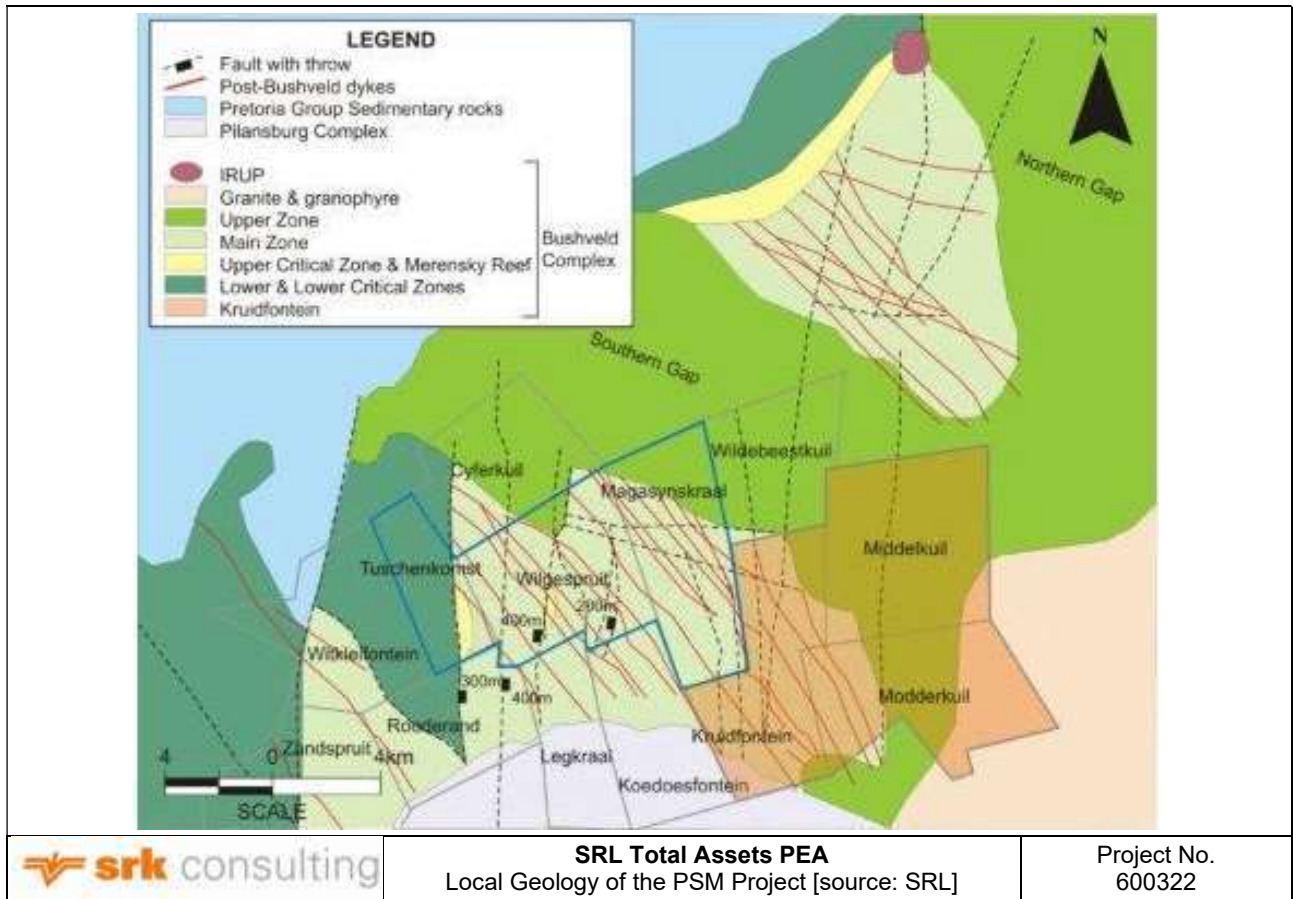 LEGEND
Fault with throw
Post-Bushveld dykes
Pretoria Group Sedimentary rocks
Pilansburg Complex
IRUP
Granite & granophyre
Upper Zone
Main Zone
Upper Critical Zone & Merensky Reef
Lower & Lower Critical Zones
Kruidfontein
Bushveld
Complex
N
Northern Gap
Southern Gap
Wildebeestkuil
Cyferkuil
Magasynskraal
Middelkuil
Tuschenkomst
Wilgespruit
400m
200m
Witkleifontein
300m
400m
Modderkuil
Rooderand
Kruidfontein
Zandspruit
Legkraal
Koedoesfontein
4 0 4km
SCALE
srk consulting
SRL Total Assets PEA
Local Geology of the PSM Project [source: SRL]
Project No.
600322